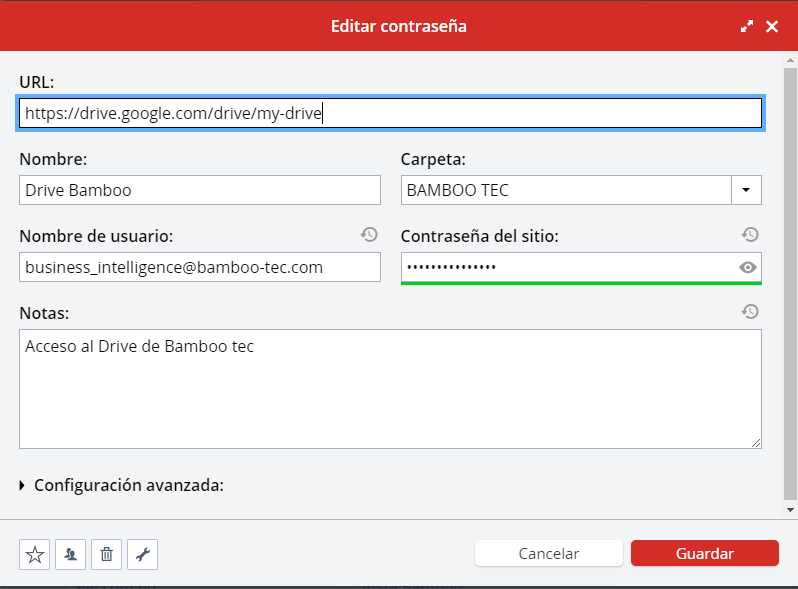 Editar contraseña
URL:
https://drive.google.com/drive/my-drive
Nombre:
Carpeta:
Drive Bamboo
BAMBOO TEC
Nombre de usuario:
Contraseña del sitio:
business_intelligence@bamboo-tec.com
•••••••••••••••
Notas:
Acceso al Drive de Bamboo tec
Configuración avanzada:
Cancelar
Guardar